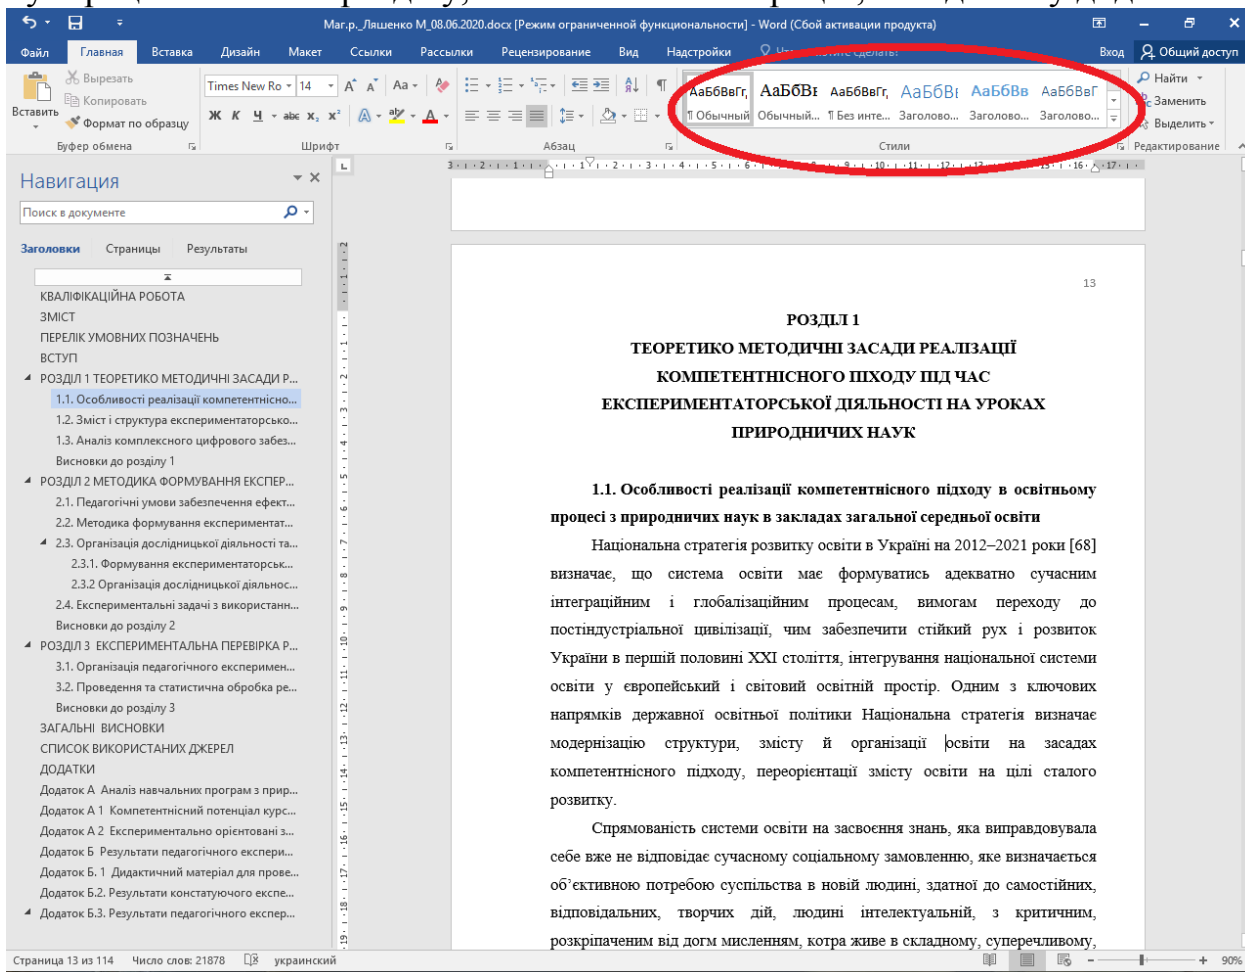 Маг.р._Ляшенко М_08.06.2020.docx [Режим ограниченной функциональности] - Word (Сбой активации продукта)
Файл Главная Вставка Дизайн Макет Ссылки Рассылки Рецензирование Вид Надстройки Вход Общий доступ
Вставить
Вырезать
Копировать
Формат по образцу
Times New Ro 14
Ж К Ч abc x₂ x²
АаБбВвГг, АаБбВв АаБбВвГг, АаБбВв АаБбВв АаБбВвГ
¶ Обычный Обычный... ¶ Без инте... Заголово... Заголово... Заголово...
Найти
Заменить
Выделить
Буфер обмена Шрифт Абзац Стили Редактирование
Навигация
Поиск в документе
Заголовки Страницы Результаты
КВАЛІФІКАЦІЙНА РОБОТА
ЗМІСТ
ПЕРЕЛІК УМОВНИХ ПОЗНАЧЕНЬ
ВСТУП
РОЗДІЛ 1 ТЕОРЕТИКО МЕТОДИЧНІ ЗАСАДИ Р...
1.1. Особливості реалізації компетентнісно...
1.2. Зміст і структура експериментаторсько...
1.3. Аналіз комплексного цифрового забез...
Висновки до розділу 1
РОЗДІЛ 2 МЕТОДИКА ФОРМУВАННЯ ЕКСПЕР...
2.1. Педагогічні умови забезпечення ефект...
2.2. Методика формування експериментат...
2.3. Організація дослідницької діяльності та...
2.3.1. Формування експериментаторськ...
2.3.2 Організація дослідницької діяльнос...
2.4. Експериментальні задачі з використанн...
Висновки до розділу 2
РОЗДІЛ 3 ЕКСПЕРИМЕНТАЛЬНА ПЕРЕВІРКА Р...
3.1. Організація педагогічного експеримен...
3.2. Проведення та статистична обробка ре...
Висновки до розділу 3
ЗАГАЛЬНІ ВИСНОВКИ
СПИСОК ВИКОРИСТАНИХ ДЖЕРЕЛ
ДОДАТКИ
Додаток А Аналіз навчальних програм з прир...
Додаток А 1 Компетентнісний потенціал курс...
Додаток А 2 Експериментально орієнтовані з...
Додаток Б Результати педагогічного експери...
Додаток Б. 1 Дидактичний матеріал для прове...
Додаток Б.2. Результати констатуючого експе...
Додаток Б.3. Результати педагогічного експер...
13
РОЗДІЛ 1
ТЕОРЕТИКО МЕТОДИЧНІ ЗАСАДИ РЕАЛІЗАЦІЇ
КОМПЕТЕНТНІСНОГО ПІХОДУ ПІД ЧАС
ЕКСПЕРИМЕНТАТОРСЬКОЇ ДІЯЛЬНОСТІ НА УРОКАХ
ПРИРОДНИЧИХ НАУК
1.1. Особливості реалізації компетентнісного підходу в освітньому
процесі з природничих наук в закладах загальної середньої освіти
Національна стратегія розвитку освіти в Україні на 2012–2021 роки [68]
визначає, що система освіти має формуватись адекватно сучасним
інтеграційним і глобалізаційним процесам, вимогам переходу до
постіндустріальної цивілізації, чим забезпечити стійкий рух і розвиток
України в першій половині XXI століття, інтегрування національної системи
освіти у європейський і світовий освітній простір. Одним з ключових
напрямків державної освітньої політики Національна стратегія визначає
модернізацію структури, змісту й організації освіти на засадах
компетентнісного підходу, переорієнтації змісту освіти на цілі сталого
розвитку.
Спрямованість системи освіти на засвоєння знань, яка виправдовувала
себе вже не відповідає сучасному соціальному замовленню, яке визначається
об’єктивною потребою суспільства в новій людині, здатної до самостійних,
відповідальних, творчих дій, людині інтелектуальній, з критичним,
розкріпаченим від догм мисленням, котра живе в складному, суперечливому,
Страница 13 из 114 Число слов: 21878 украинский 90%